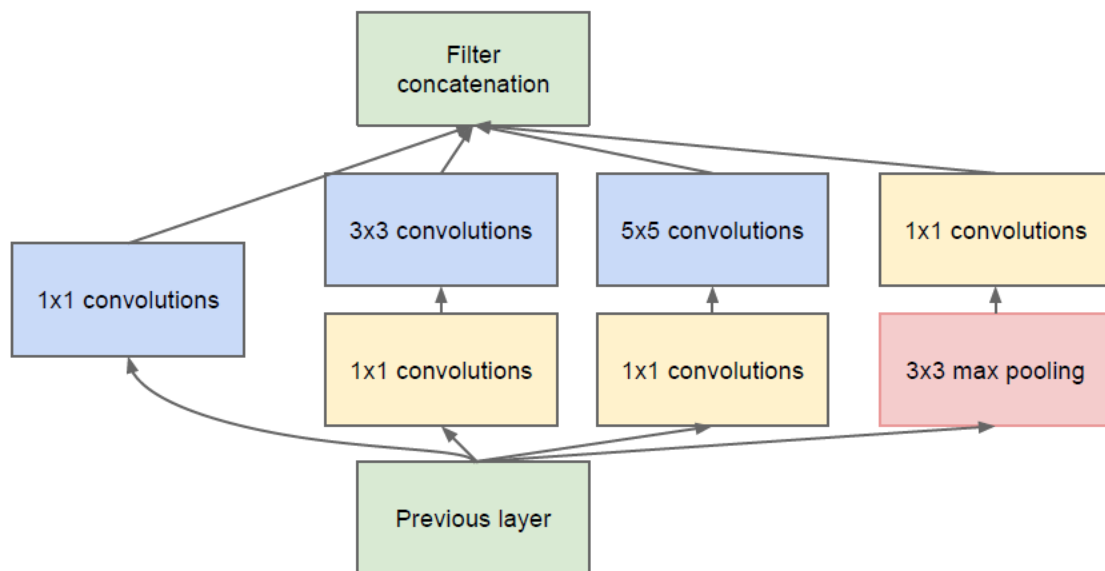 Filter
concatenation
3x3 convolutions
5x5 convolutions
1x1 convolutions
1x1 convolutions
1x1 convolutions
1x1 convolutions
3x3 max pooling
Previous layer